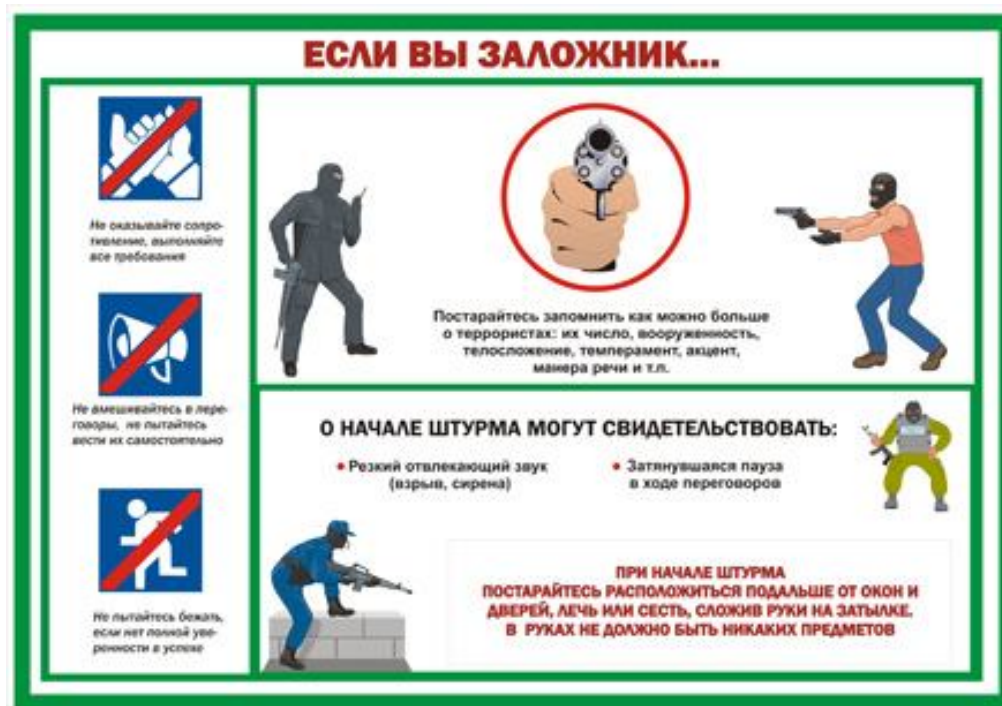 ЕСЛИ ВЫ ЗАЛОЖНИК...
Не оказывайте сопро-
тивление, выполняйте
все требования
Не вмешивайтесь в пере-
говоры, не пытайтесь
вести их самостоятельно
Не пытайтесь бежать,
если нет полной уве-
ренности в успехе
Постарайтесь запомнить как можно больше
о террористах: их число, вооруженность,
телосложение, темперамент, акцент,
манера речи и т.п.
О НАЧАЛЕ ШТУРМА МОГУТ СВИДЕТЕЛЬСТВОВАТЬ:
• Резкий отвлекающий звук
(взрыв, сирена)
• Затянувшаяся пауза
в ходе переговоров
ПРИ НАЧАЛЕ ШТУРМА
ПОСТАРАЙТЕСЬ РАСПОЛОЖИТЬСЯ ПОДАЛЬШЕ ОТ ОКОН И
ДВЕРЕЙ, ЛЕЧЬ ИЛИ СЕСТЬ, СЛОЖИВ РУКИ НА ЗАТЫЛКЕ.
В РУКАХ НЕ ДОЛЖНО БЫТЬ НИКАКИХ ПРЕДМЕТОВ